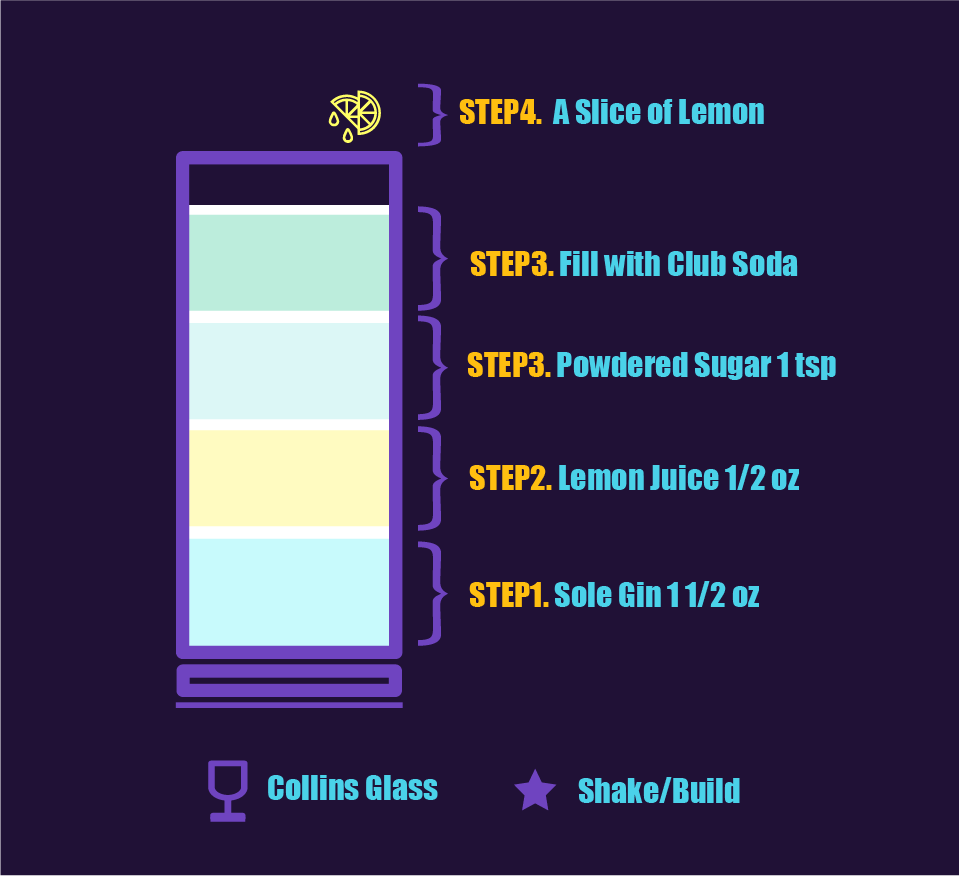 STEP4. A Slice of Lemon
STEP3. Fill with Club Soda
STEP3. Powdered Sugar 1 tsp
STEP2. Lemon Juice 1/2 oz
STEP1. Sole Gin 1 1/2 oz
Collins Glass
Shake/Build